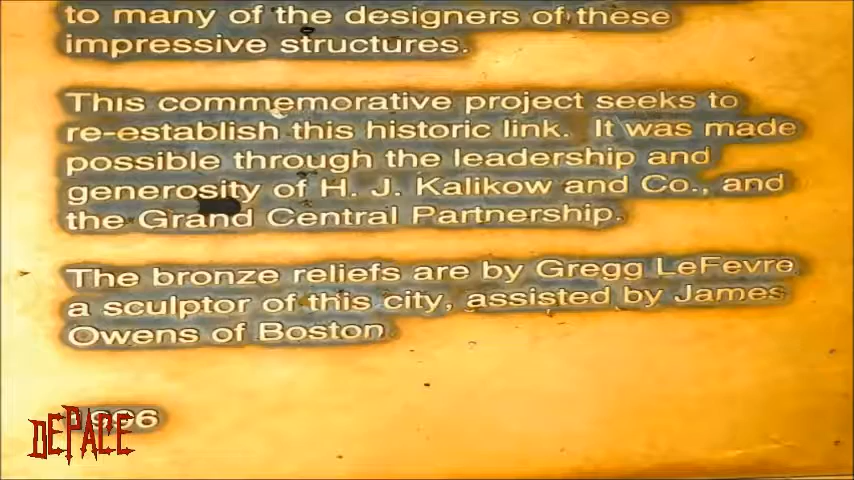 to many of the designers of these
impressive structures.
This commemorative project seeks to
re-establish this historic link. It was made
possible through the leadership and
generosity of H. J. Kalikow and Co., and
the Grand Central Partnership.
The bronze reliefs are by Gregg LeFevre,
a sculptor of this city, assisted by James
Owens of Boston.
1996
DEPACE